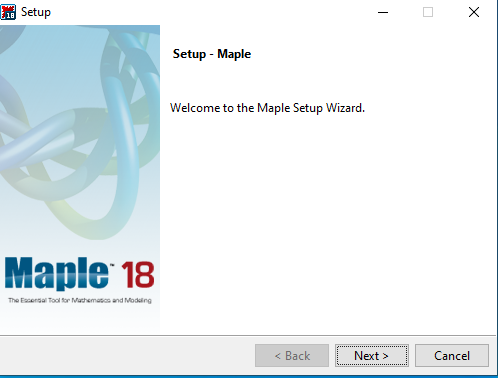 Setup
Setup - Maple
Welcome to the Maple Setup Wizard.
Maple™ 18
The Essential Tool for Mathematics and Modeling
< Back
Next >
Cancel